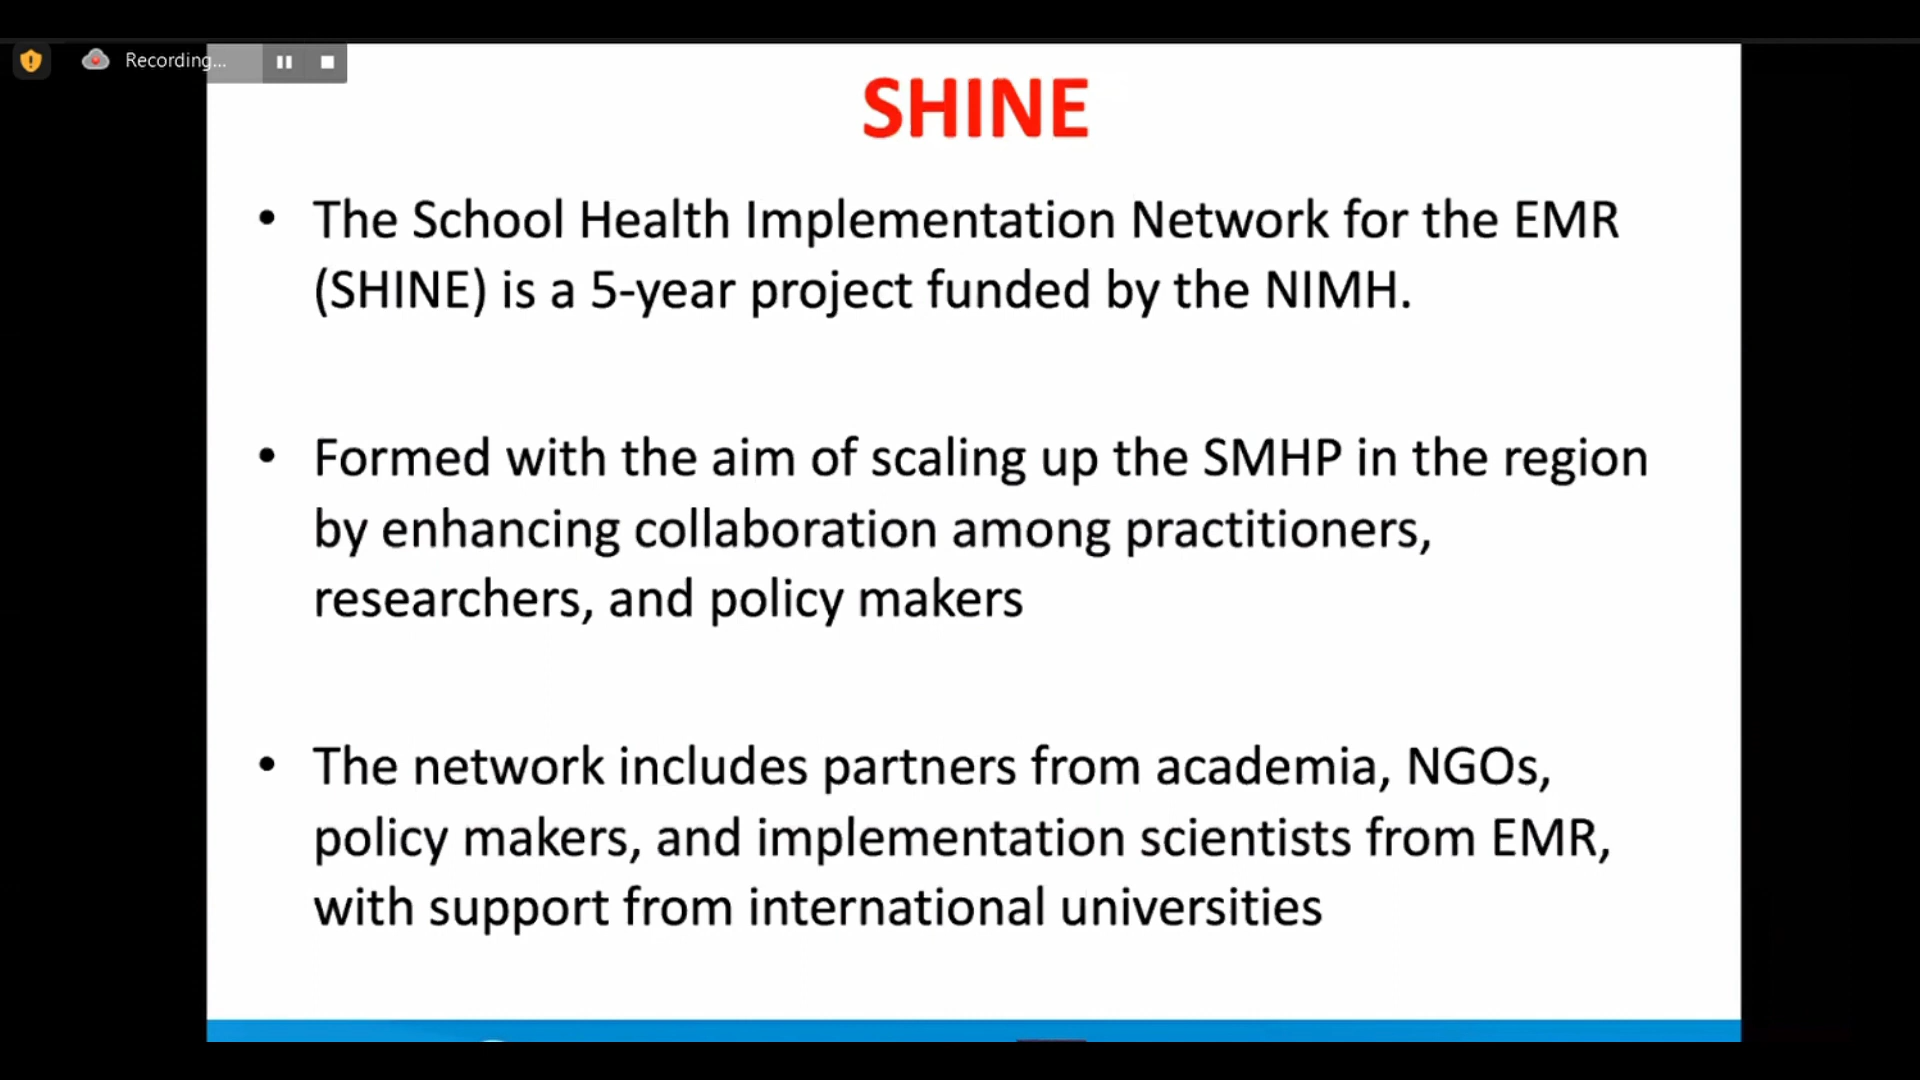 Recording...
SHINE
• The School Health Implementation Network for the EMR
(SHINE) is a 5-year project funded by the NIMH.
• Formed with the aim of scaling up the SMHP in the region
by enhancing collaboration among practitioners,
researchers, and policy makers
• The network includes partners from academia, NGOs,
policy makers, and implementation scientists from EMR,
with support from international universities